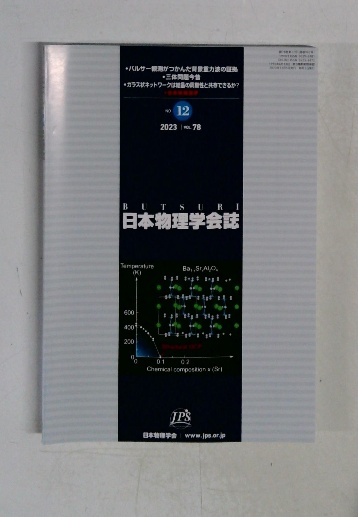 ・パルサー観測がつかんだ背景重力波の証拠
・三体問題今昔
・ガラス状ネットワークは結晶の周期性と共存できるか?
NO. 12
2023 VOL. 78
BUTSURI
日本物理学会誌
Temperature
(K)
600
400
200
0
0 0.1 0.2
Chemical composition x (Sr)
JPS
日本物理学会 www.jps.or.jp